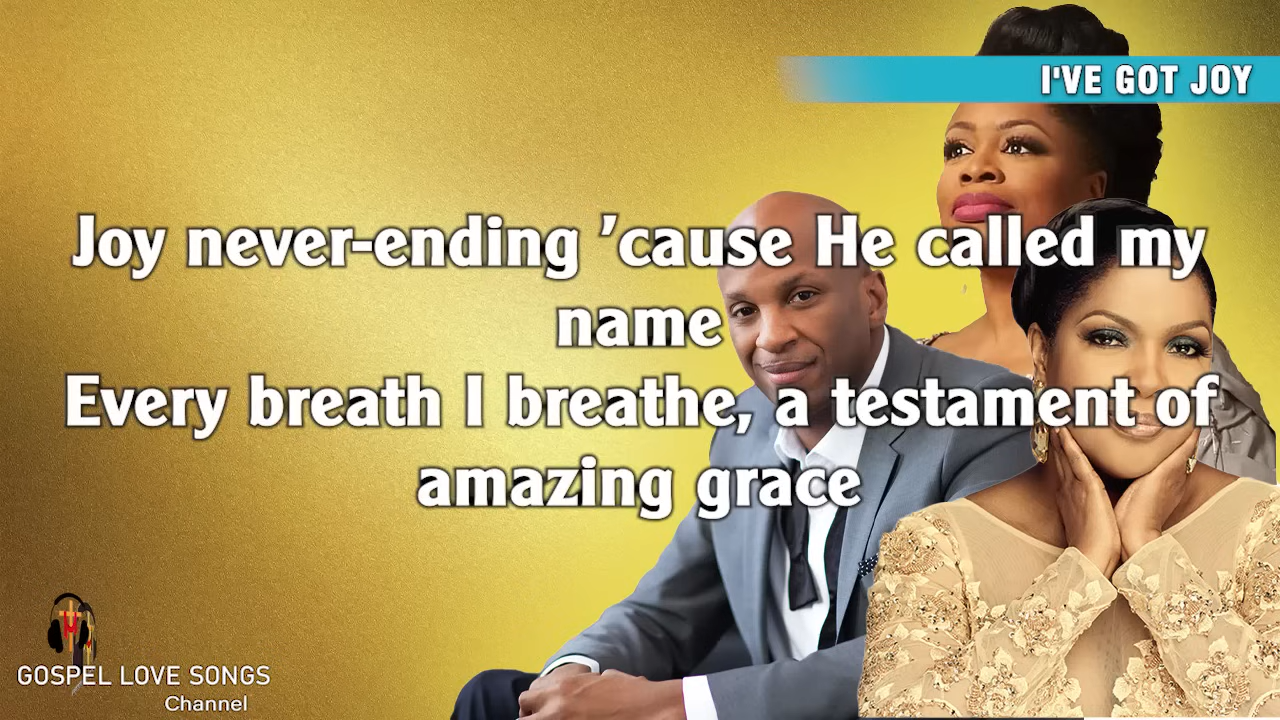 I'VE GOT JOY
Joy never-ending ’cause He called my
name
Every breath I breathe, a testament of
amazing grace
GOSPEL LOVE SONGS
Channel